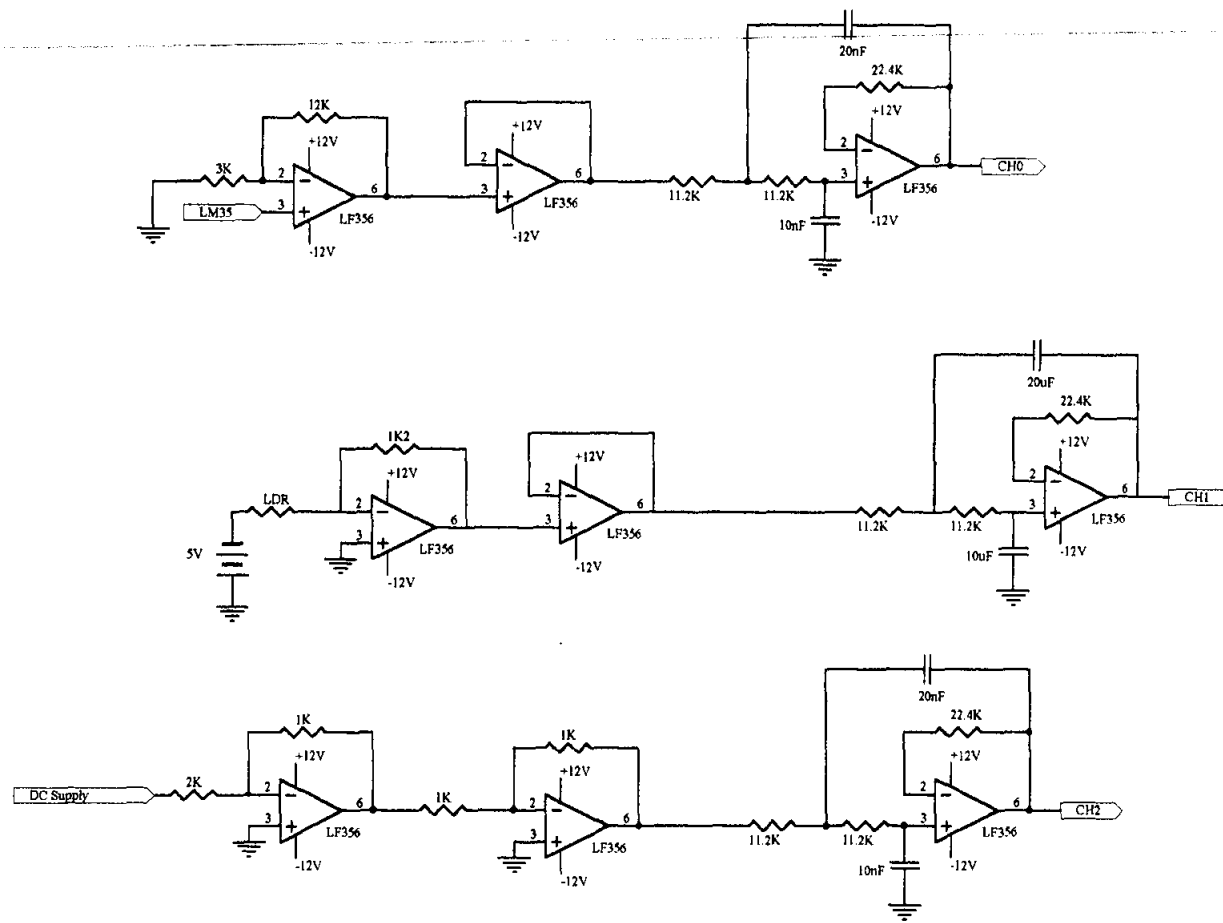 20nF
12K
22.4K
+12V
+12V
+12V
3K
2
6
2
6
2
6
CH0
3
3
3
LM35
LF356
LF356
11.2K
11.2K
LF356
-12V
-12V
10nF
-12V
20uF
1K2
22.4K
+12V
+12V
+12V
LDR
2
6
2
6
2
6
CH1
3
3
3
5V
LF356
LF356
11.2K
11.2K
LF356
-12V
-12V
10uF
-12V
20nF
1K
1K
22.4K
+12V
+12V
+12V
DC Supply
2K
2
6
1K
2
6
2
6
CH2
3
3
3
LF356
LF356
11.2K
11.2K
LF356
-12V
-12V
10nF
-12V